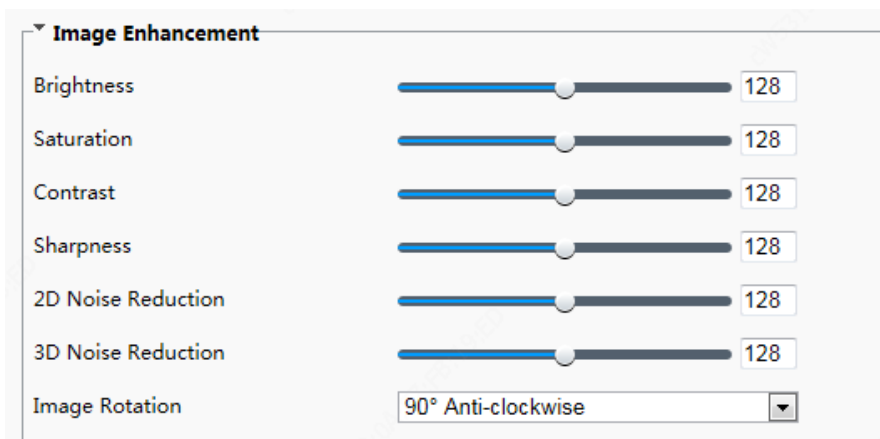 Image Enhancement
Brightness 128
Saturation 128
Contrast 128
Sharpness 128
2D Noise Reduction 128
3D Noise Reduction 128
Image Rotation 90° Anti-clockwise